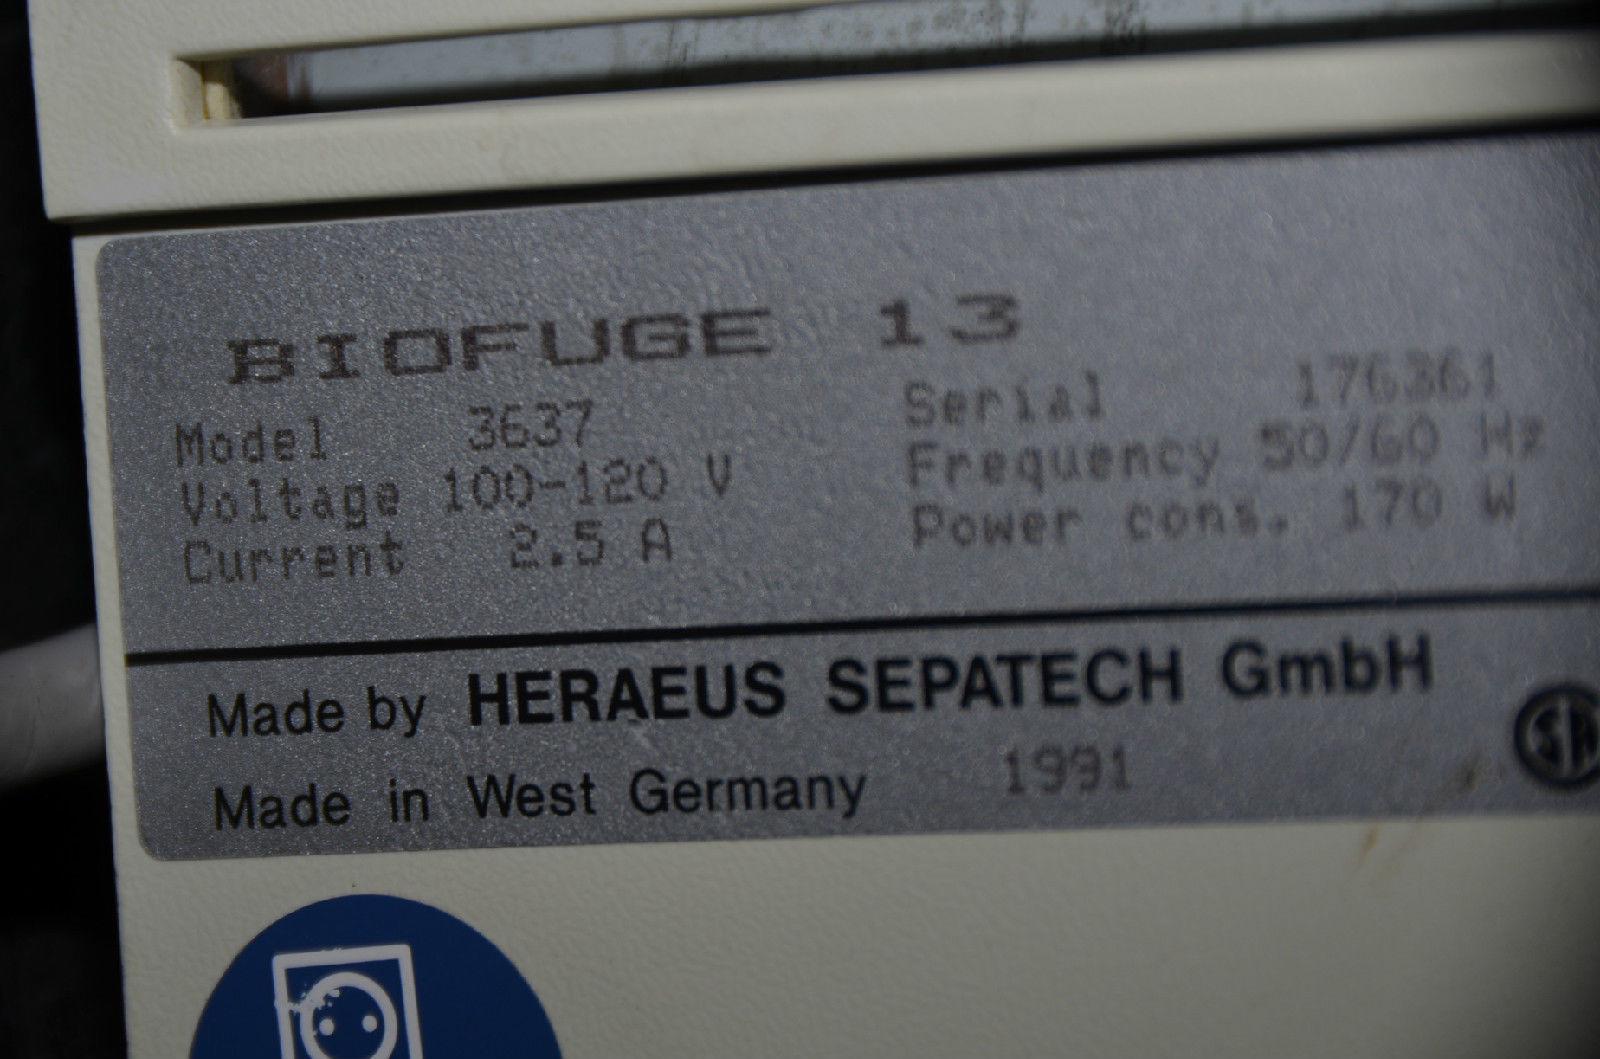 BIOFUGE 13
Model 3637 Serial 176361
Voltage 100-120 V Frequency 50/60 Hz
Current 2.5 A Power cons. 170 W
Made by HERAEUS SEPATECH GmbH
Made in West Germany 1991
SA